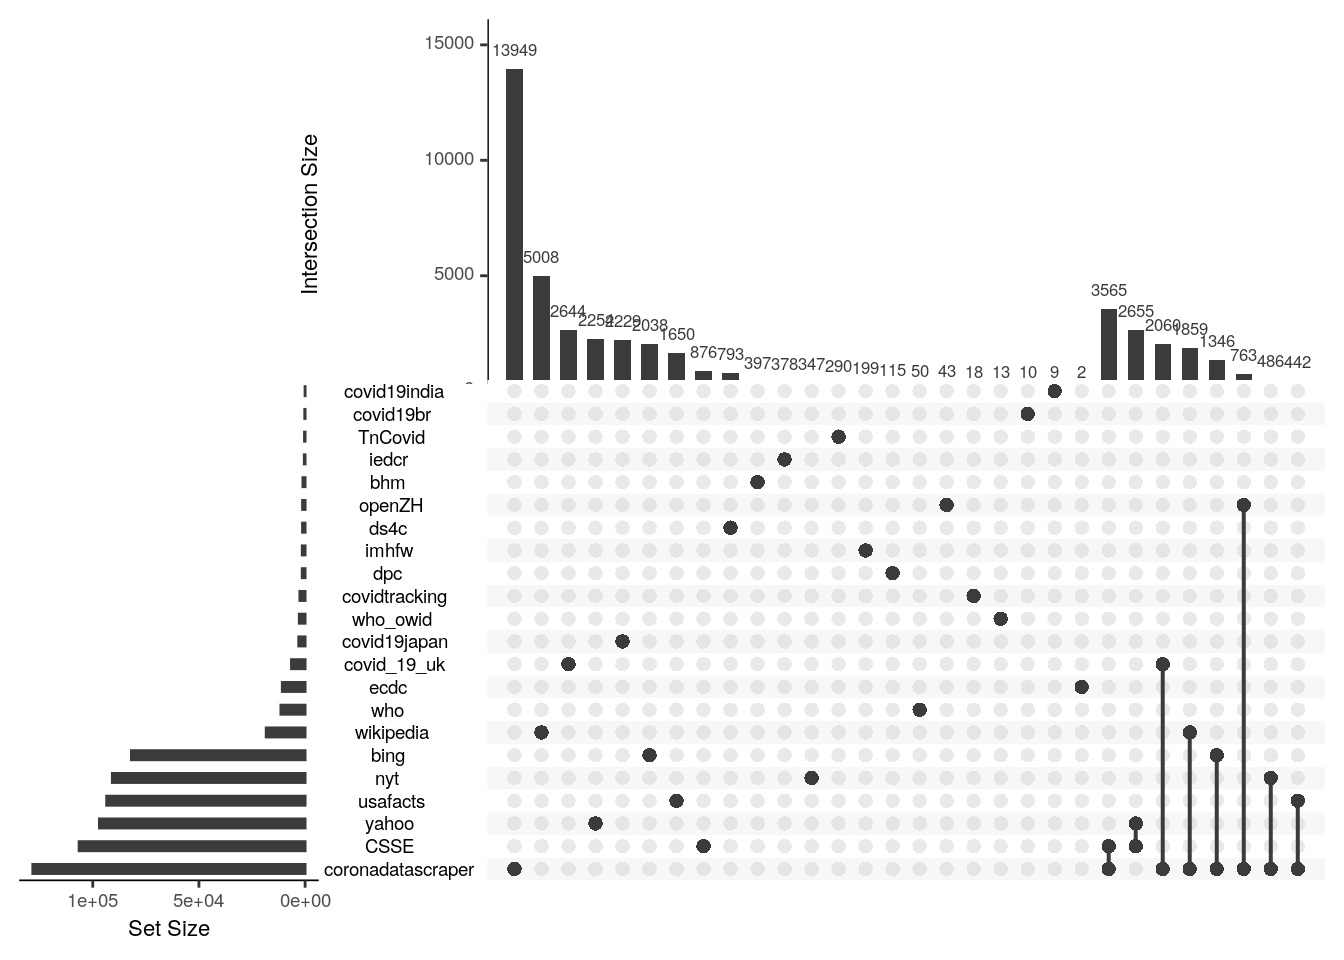 15000
10000
5000
Intersection Size
13949
5008
2644
2254
2229
2038
1650
876
793
397
378
347
290
199
115
50
43
18
13
10
9
2
3565
2655
2060
1859
1346
763
486
442
covid19india
covid19br
TnCovid
iedcr
bhm
openZH
ds4c
imhfw
dpc
covidtracking
who_owid
covid19japan
covid_19_uk
ecdc
who
wikipedia
bing
nyt
usafacts
yahoo
CSSE
coronadatascraper
1e+05 5e+04 0e+00
Set Size